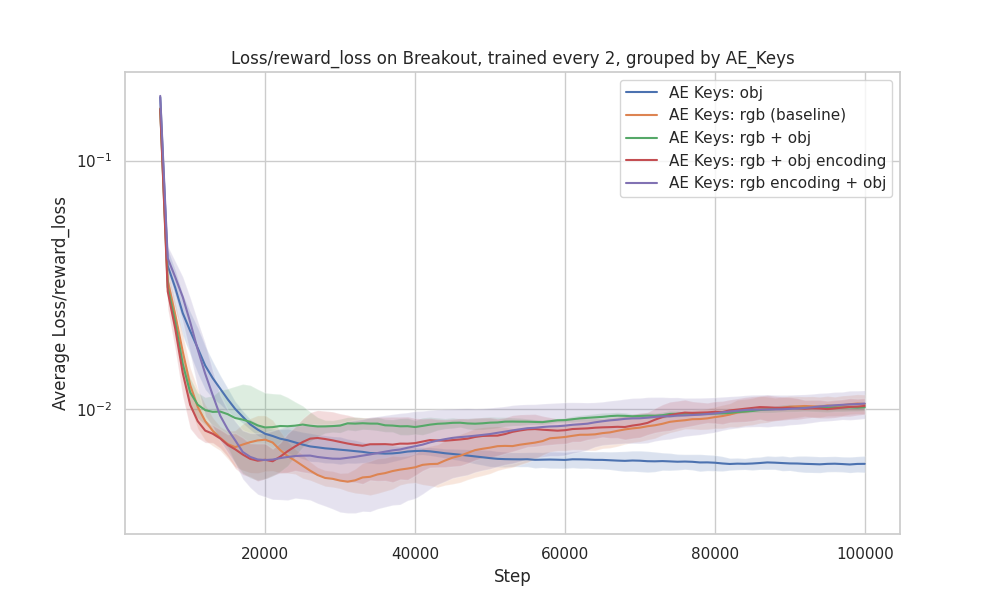 Loss/reward_loss on Breakout, trained every 2, grouped by AE_Keys
AE Keys: obj
AE Keys: rgb (baseline)
AE Keys: rgb + obj
AE Keys: rgb + obj encoding
AE Keys: rgb encoding + obj
Average Loss/reward_loss
10⁻¹
10⁻²
20000 40000 60000 80000 100000
Step